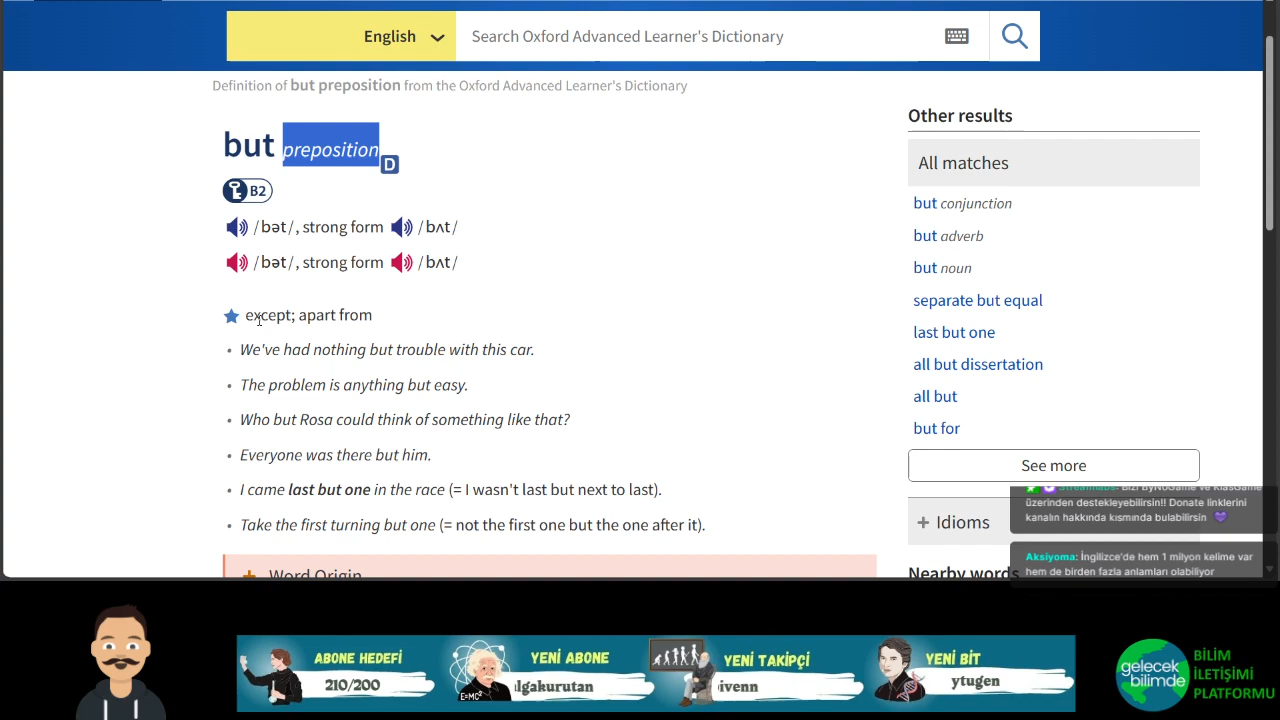 English
Search Oxford Advanced Learner's Dictionary
Definition of but preposition from the Oxford Advanced Learner's Dictionary
but preposition
D
B2
/bət/, strong form /bʌt/
/bət/, strong form /bʌt/
except; apart from
• We've had nothing but trouble with this car.
• The problem is anything but easy.
• Who but Rosa could think of something like that?
• Everyone was there but him.
• I came last but one in the race (= I wasn't last but next to last).
• Take the first turning but one (= not the first one but the one after it).
+ Word Origin
Other results
All matches
but conjunction
but adverb
but noun
separate but equal
last but one
all but dissertation
all but
but for
See more
+ Idioms
Nearby words
Streamlabs: Bizi ByNoGame ve KlasGame
üzerinden destekleyebilirsin!! Donate linklerini
kanalın hakkında kısmında bulabilirsin
Aksiyoma: İngilizce'de hem 1 milyon kelime var
hem de birden fazla anlamları olabiliyor
ABONE HEDEFİ
210/200
E=MC²
YENİ ABONE
lgakurutan
YENİ TAKİPÇİ
ivenn
YENİ BİT
ytugen
gelecek
bilimde
BİLİM
İLETİŞİMİ
PLATFORMU